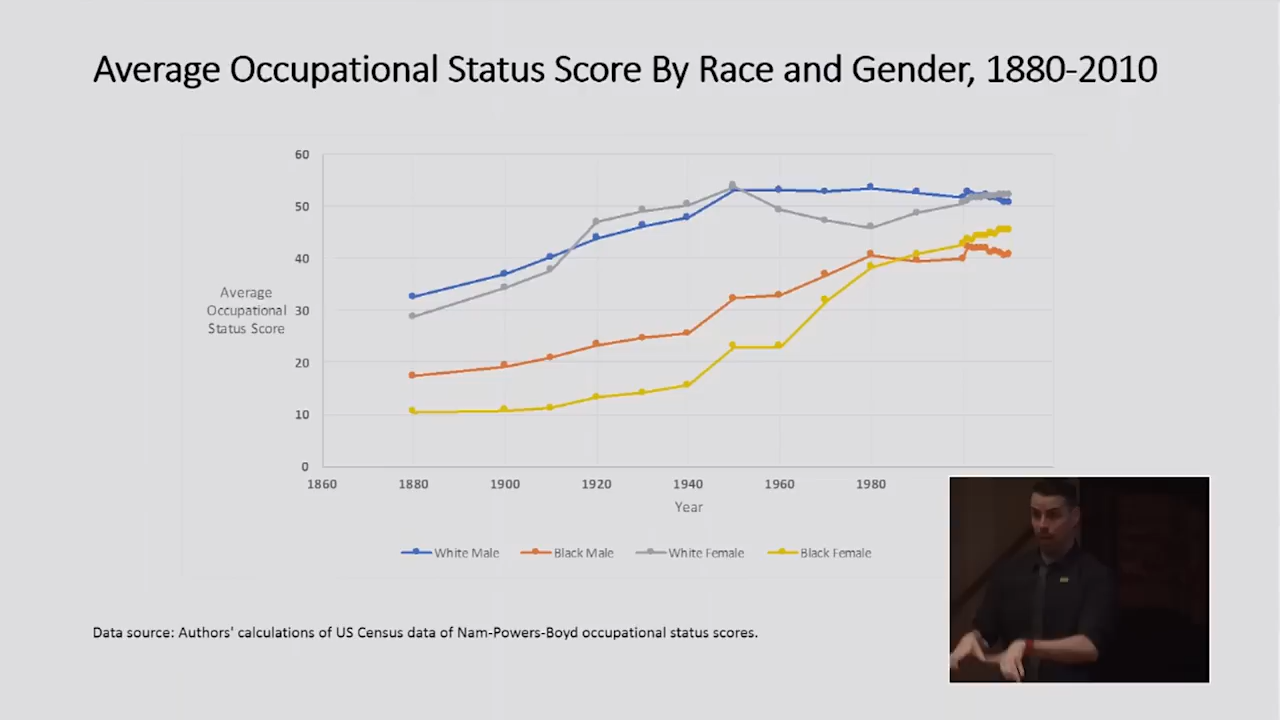 Average Occupational Status Score By Race and Gender, 1880-2010
60
50
40
30
20
10
0
Average
Occupational
Status Score
1860 1880 1900 1920 1940 1960 1980
Year
White Male Black Male White Female Black Female
Data source: Authors' calculations of US Census data of Nam-Powers-Boyd occupational status scores.